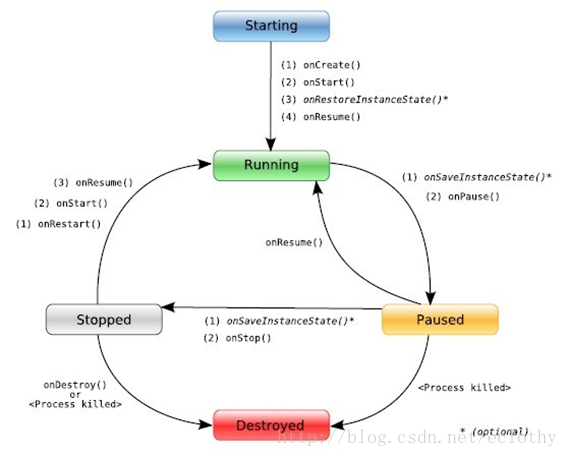 Starting
(1) onCreate()
(2) onStart()
(3) onRestoreInstanceState()*
(4) onResume()
Running
(3) onResume()
(2) onStart()
(1) onRestart()
(1) onSaveInstanceState()*
(2) onPause()
onResume()
Stopped
(1) onSaveInstanceState()*
(2) onStop()
Paused
onDestroy()
or
<Process killed>
<Process killed>
Destroyed
* (optional)
http://blog.csdn.net/ecrothy